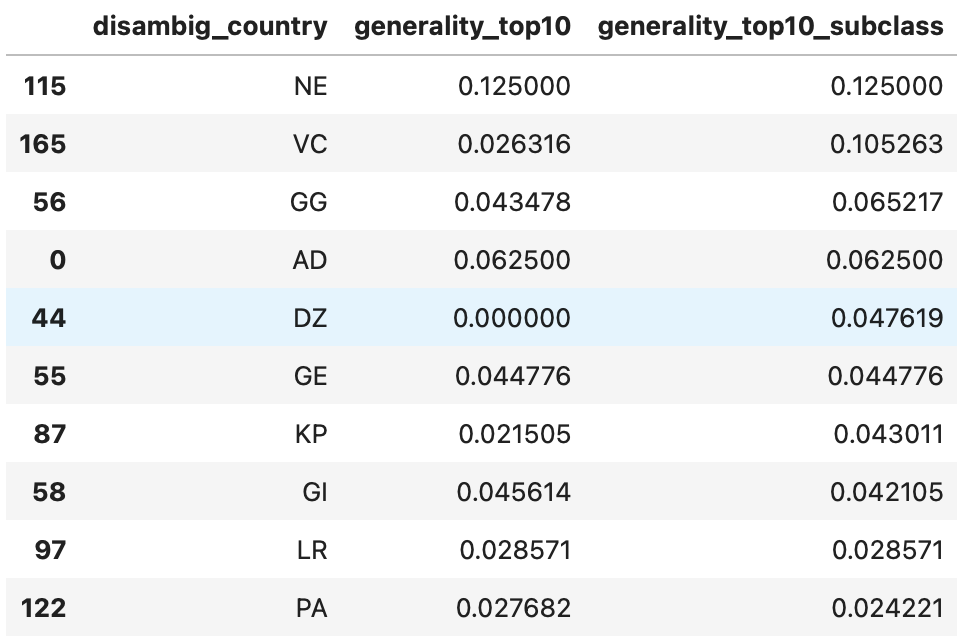 disambig_country generality_top10 generality_top10_subclass
115 NE 0.125000 0.125000
165 VC 0.026316 0.105263
56 GG 0.043478 0.065217
0 AD 0.062500 0.062500
44 DZ 0.000000 0.047619
55 GE 0.044776 0.044776
87 KP 0.021505 0.043011
58 GI 0.045614 0.042105
97 LR 0.028571 0.028571
122 PA 0.027682 0.024221